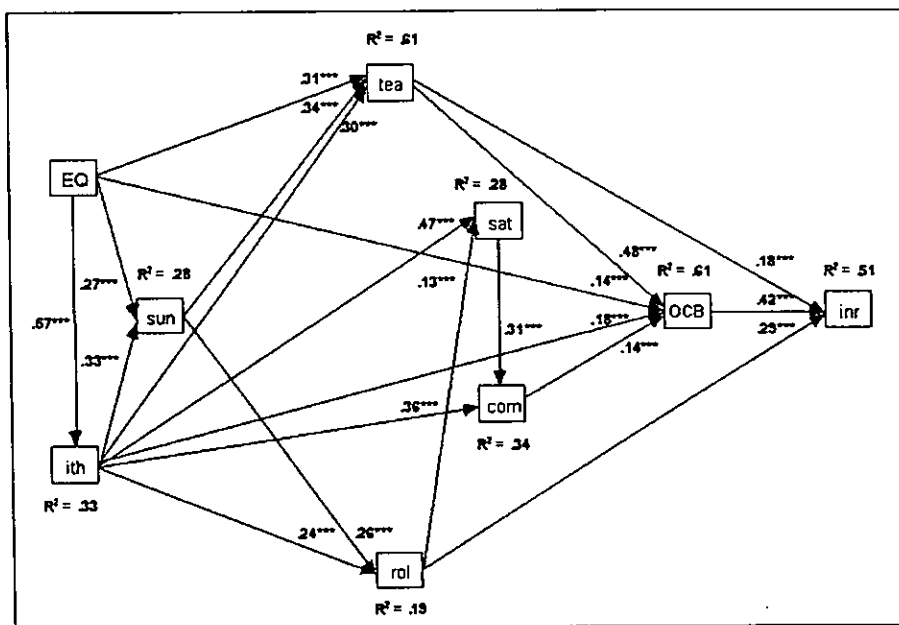 R² = .61
tea
.31***
.34***
.30***
EQ
R² = .28
sat
.47***
R² = .28
.27***
sun
.13***
.48***
.14***
R² = .61
OCB
.18***
R² = .51
inr
.42***
.29***
.57***
.33***
.18***
.31***
.14***
.36***
com
R² = .34
ith
R² = .33
.24***
.26***
rol
R² = .19